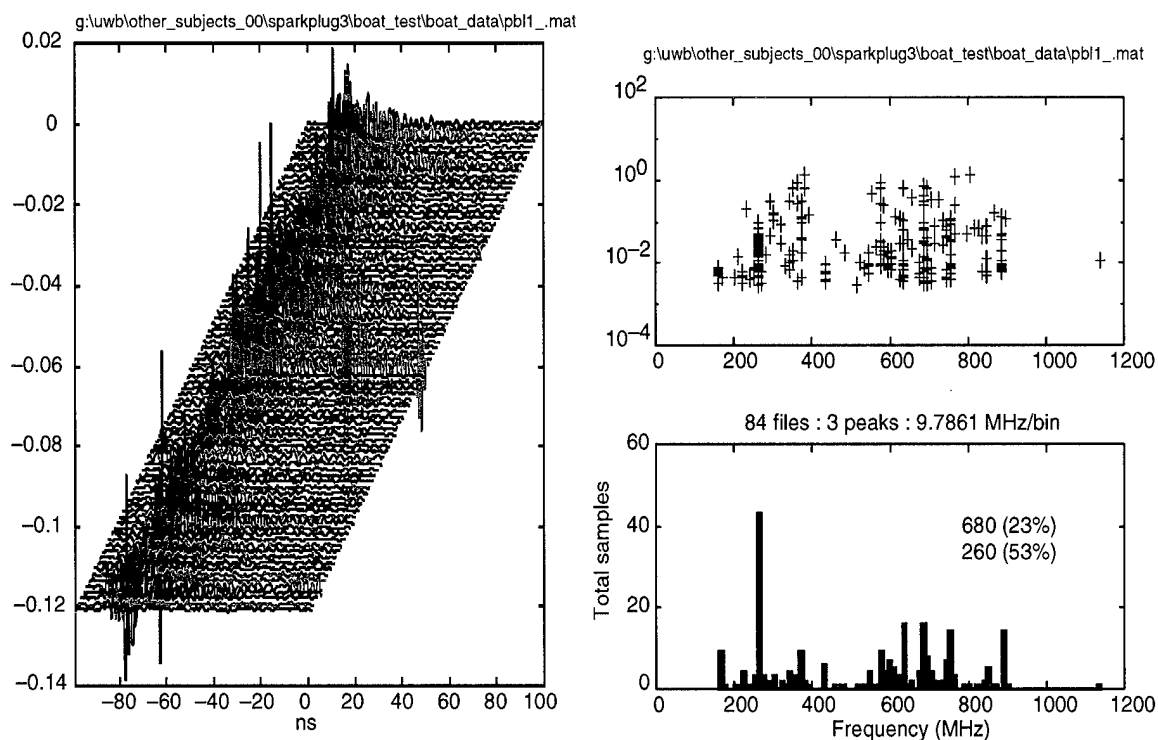 g:\uwb\other_subjects_00\sparkplug3\boat_test\boat_data\pbl1_.mat
0.02
0
−0.02
−0.04
−0.06
−0.08
−0.1
−0.12
−0.14
−80 −60 −40 −20 0 20 40 60 80 100
ns
g:\uwb\other_subjects_00\sparkplug3\boat_test\boat_data\pbl1_.mat
10²
10⁰
10⁻²
10⁻⁴
0 200 400 600 800 1000 1200
84 files : 3 peaks : 9.7861 MHz/bin
60
40
20
0
Total samples
680 (23%)
260 (53%)
0 200 400 600 800 1000 1200
Frequency (MHz)